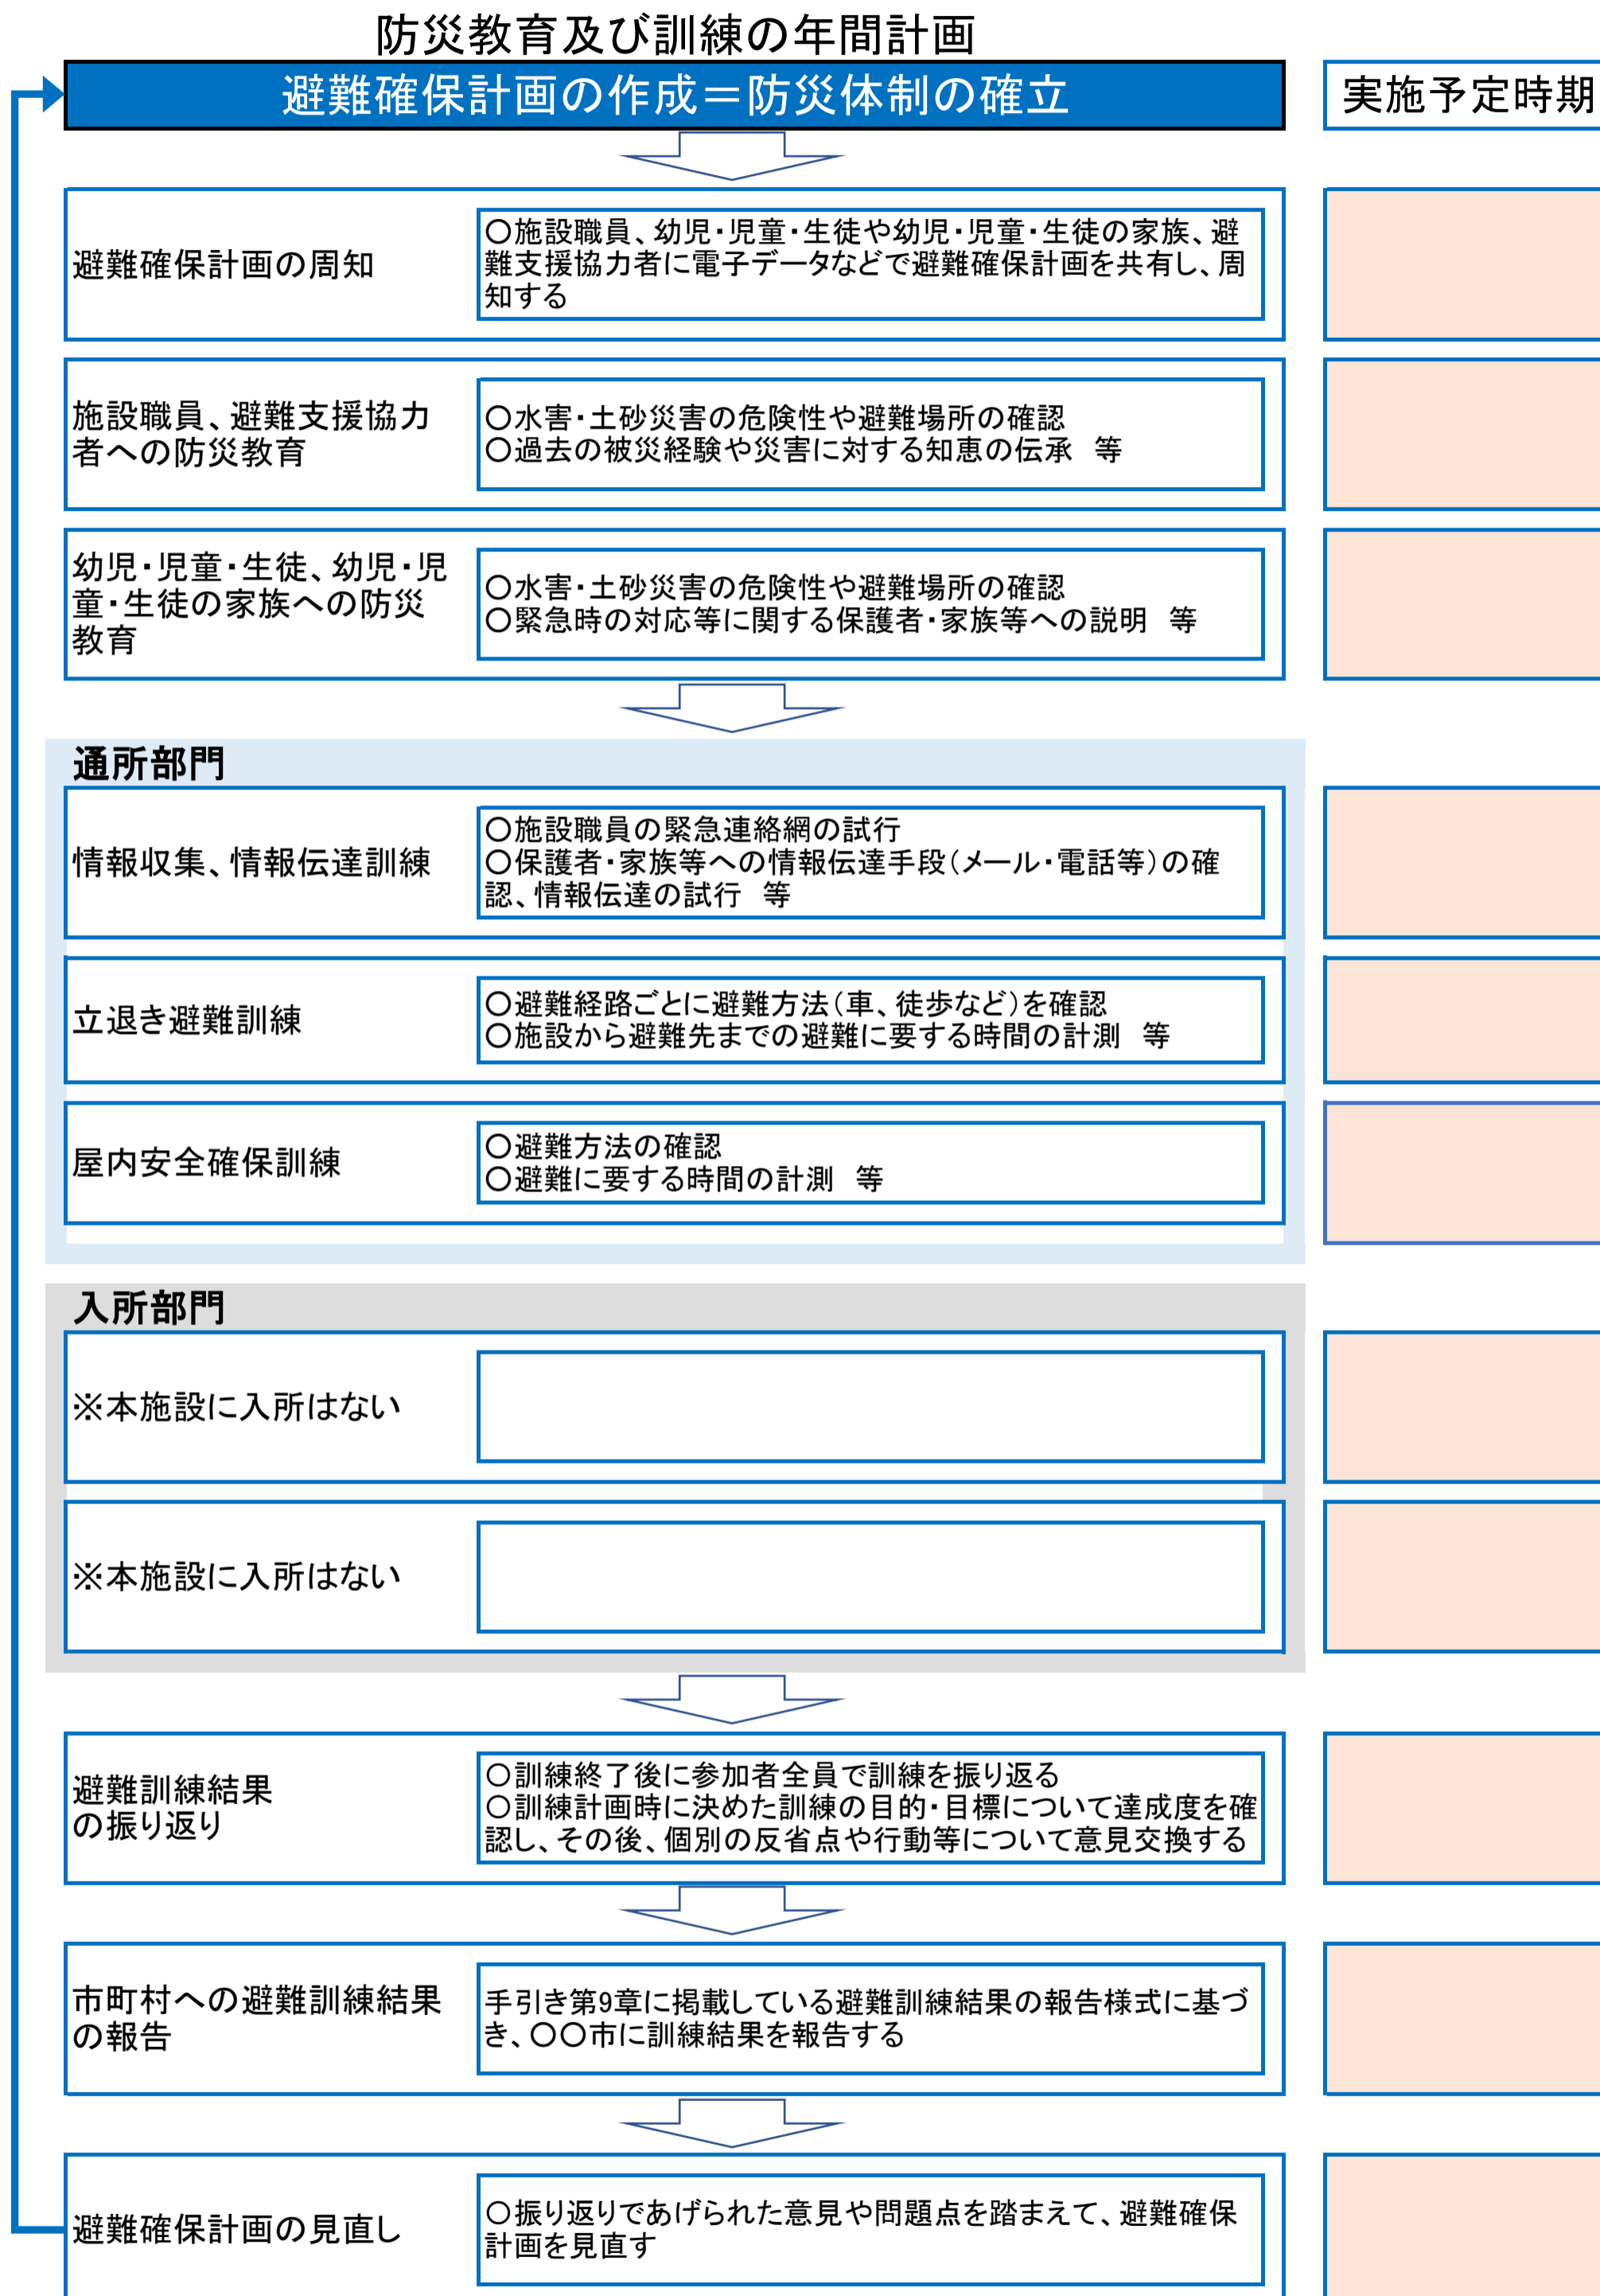 防災教育及び訓練の年間計画
避難確保計画の作成＝防災体制の確立
実施予定時期
避難確保計画の周知
〇施設職員、幼児・児童・生徒や幼児・児童・生徒の家族、避
難支援協力者に電子データなどで避難確保計画を共有し、周
知する
施設職員、避難支援協力
者への防災教育
〇水害・土砂災害の危険性や避難場所の確認
〇過去の被災経験や災害に対する知恵の伝承　等
幼児・児童・生徒、幼児・児
童・生徒の家族への防災
教育
〇水害・土砂災害の危険性や避難場所の確認
〇緊急時の対応等に関する保護者・家族等への説明　等
通所部門
情報収集、情報伝達訓練
〇施設職員の緊急連絡網の試行
〇保護者・家族等への情報伝達手段（メール・電話等）の確
認、情報伝達の試行　等
立退き避難訓練
〇避難経路ごとに避難方法（車、徒歩など）を確認
〇施設から避難先までの避難に要する時間の計測　等
屋内安全確保訓練
〇避難方法の確認
〇避難に要する時間の計測　等
入所部門
※本施設に入所はない
※本施設に入所はない
避難訓練結果
の振り返り
〇訓練終了後に参加者全員で訓練を振り返る
〇訓練計画時に決めた訓練の目的・目標について達成度を確
認し、その後、個別の反省点や行動等について意見交換する
市町村への避難訓練結果
の報告
手引き第9章に掲載している避難訓練結果の報告様式に基づ
き、〇〇市に訓練結果を報告する
避難確保計画の見直し
〇振り返りであげられた意見や問題点を踏まえて、避難確保
計画を見直す